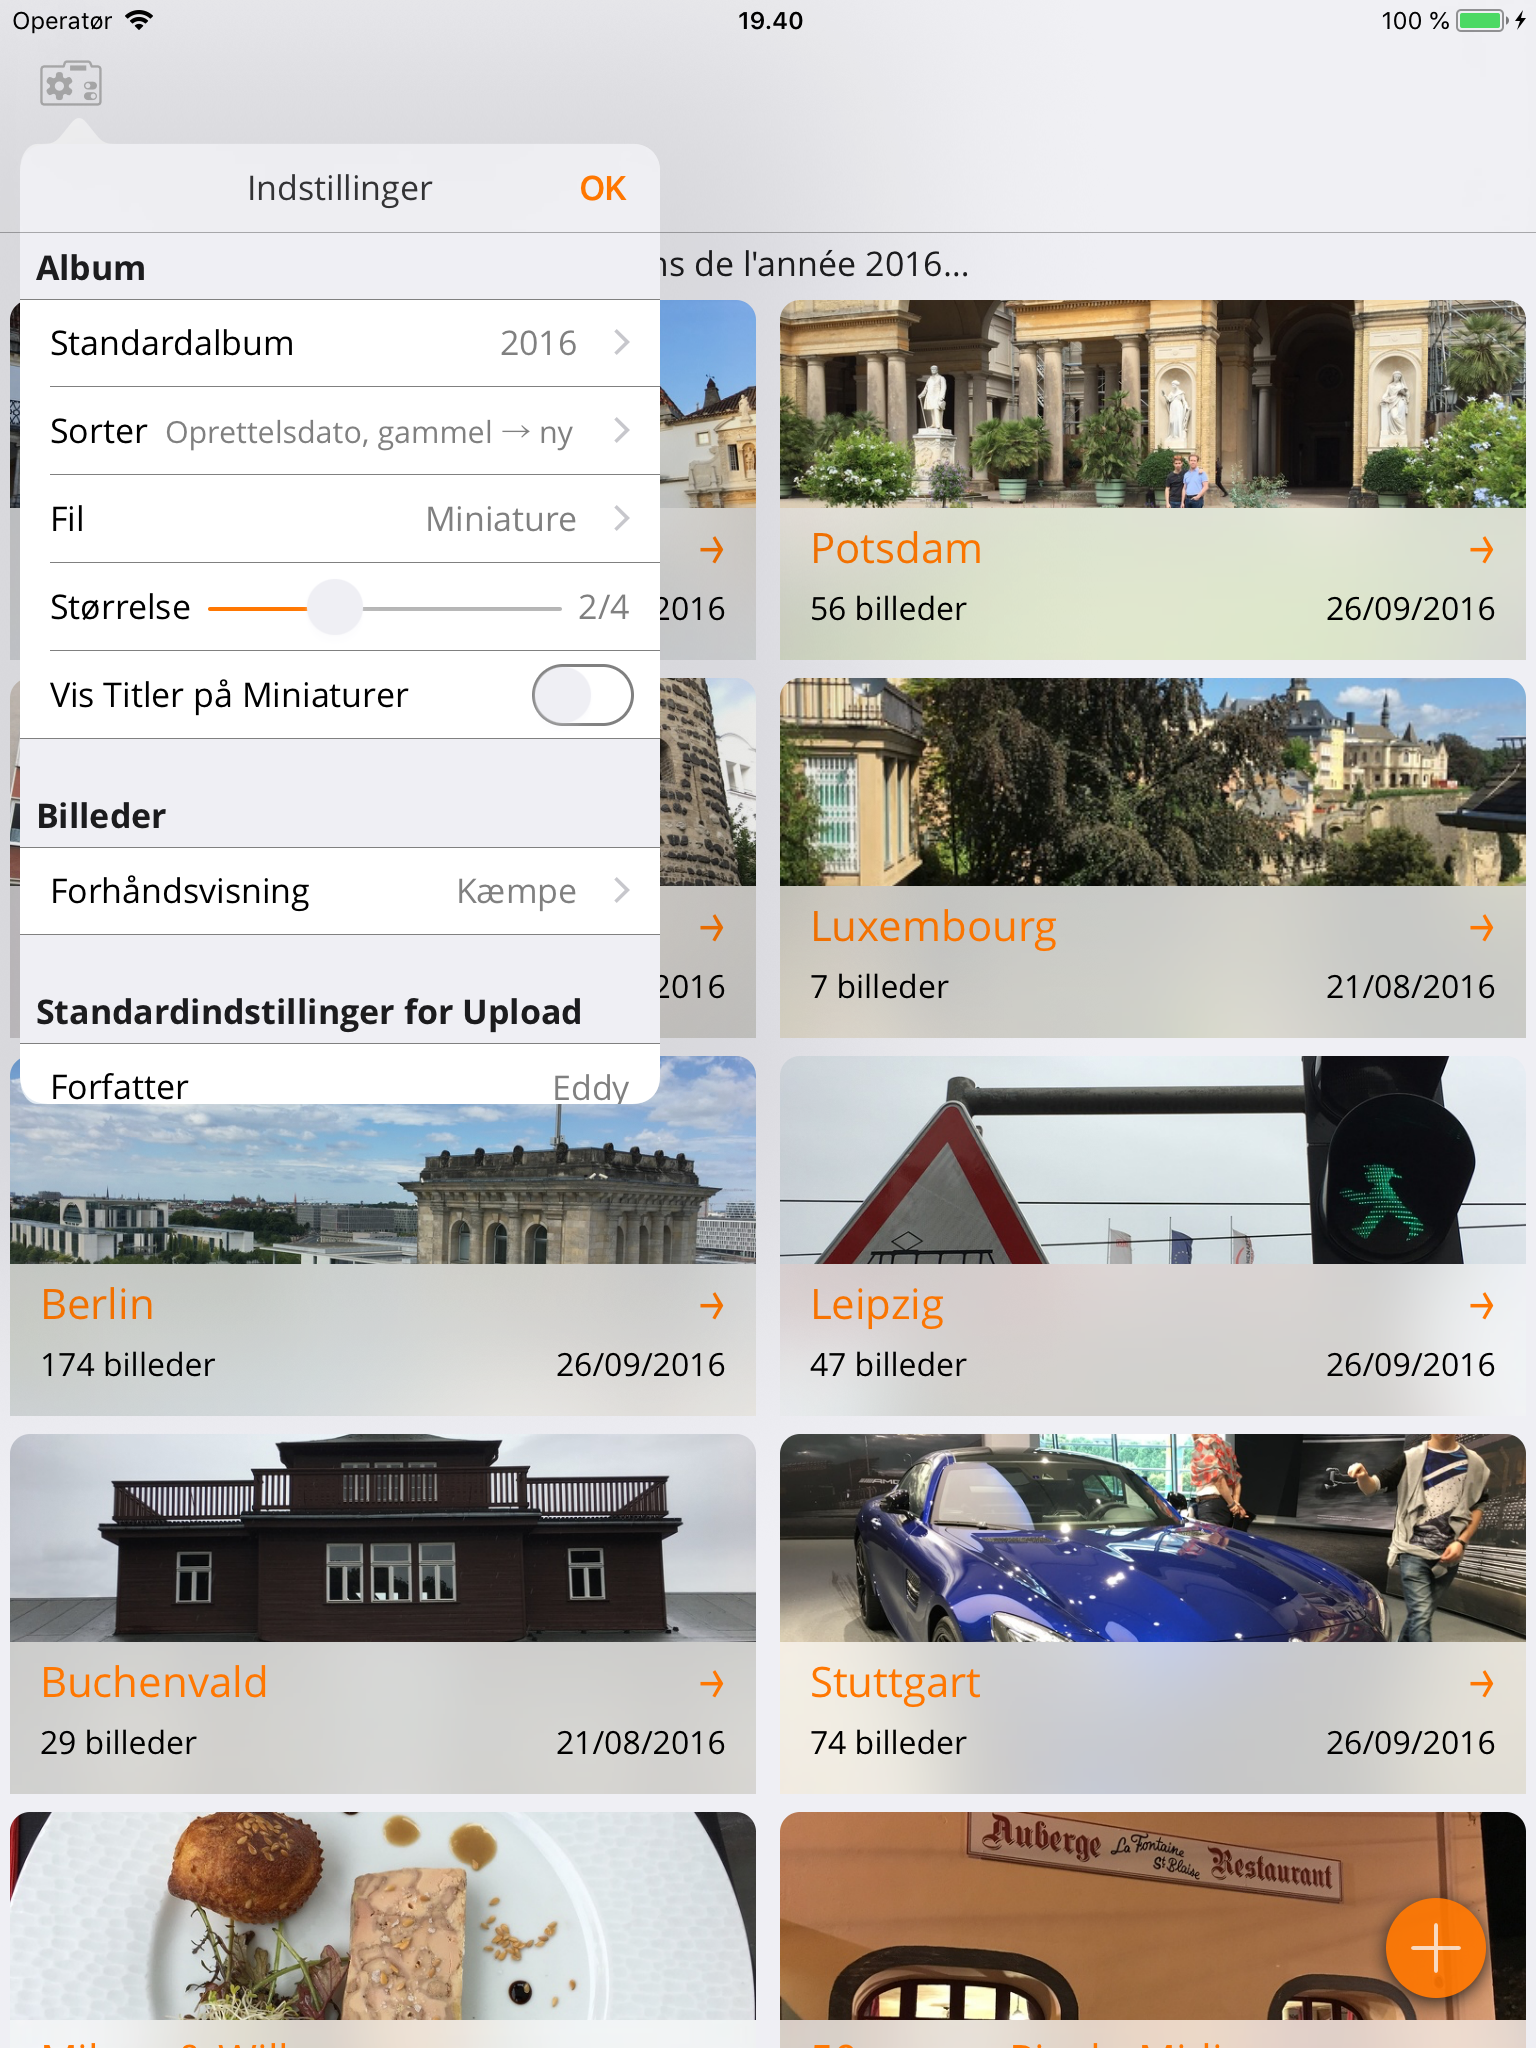 Operatør 19.40 100 %
Indstillinger OK
de l'année 2016...
Album
Standardalbum 2016
Sorter Oprettelsdato, gammel → ny
Fil Miniature
Størrelse 2/4
Vis Titler på Miniaturer
Billeder
Forhåndsvisning Kæmpe
Standardindstillinger for Upload
Forfatter Eddy
→
2016
Potsdam →
56 billeder 26/09/2016
→
2016
Luxembourg →
7 billeder 21/08/2016
Berlin →
174 billeder 26/09/2016
Leipzig →
47 billeder 26/09/2016
Buchenvald →
29 billeder 21/08/2016
Stuttgart →
74 billeder 26/09/2016
Auberge La Fontaine St Blaise Restaurant